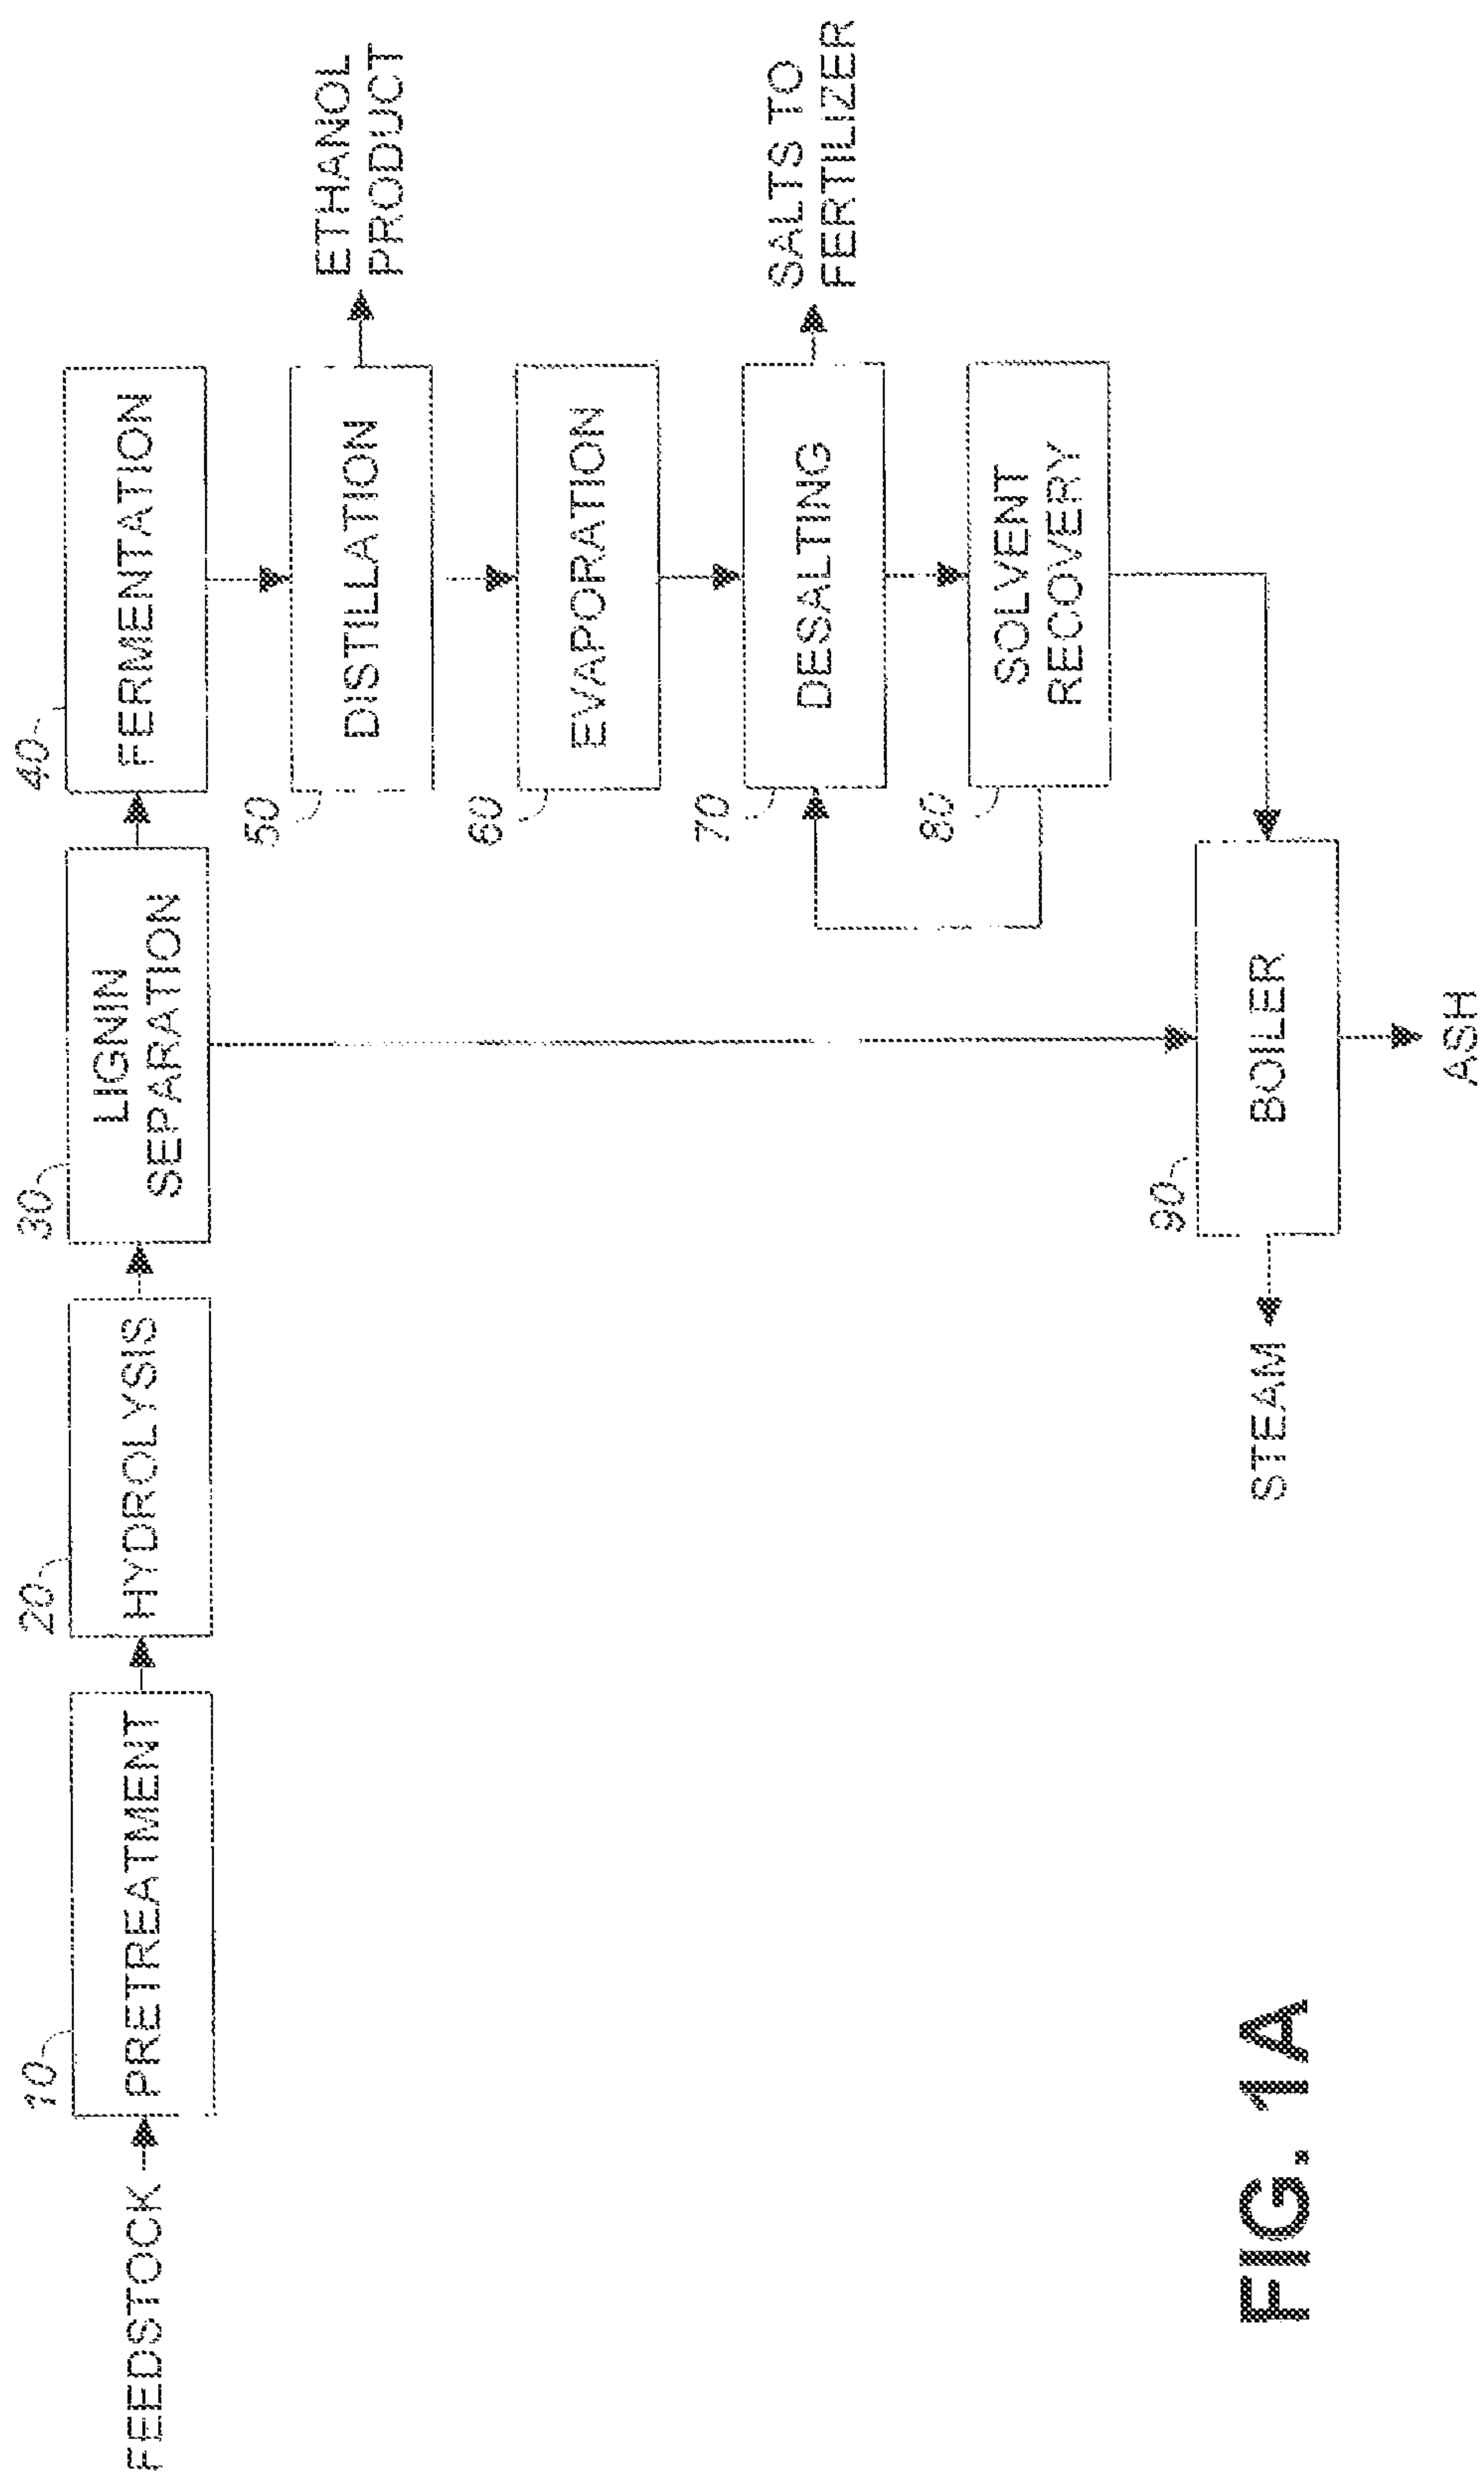 FEEDSTOCK
10
PRETREATMENT
20
HYDROLYSIS
30
LIGNIN
SEPARATION
40
FERMENTATION
50
DISTILLATION
ETHANOL
PRODUCT
60
EVAPORATION
70
DESALTING
SALTS TO
FERTILIZER
80
SOLVENT
RECOVERY
90
BOILER
STEAM
ASH
FIG. 1A